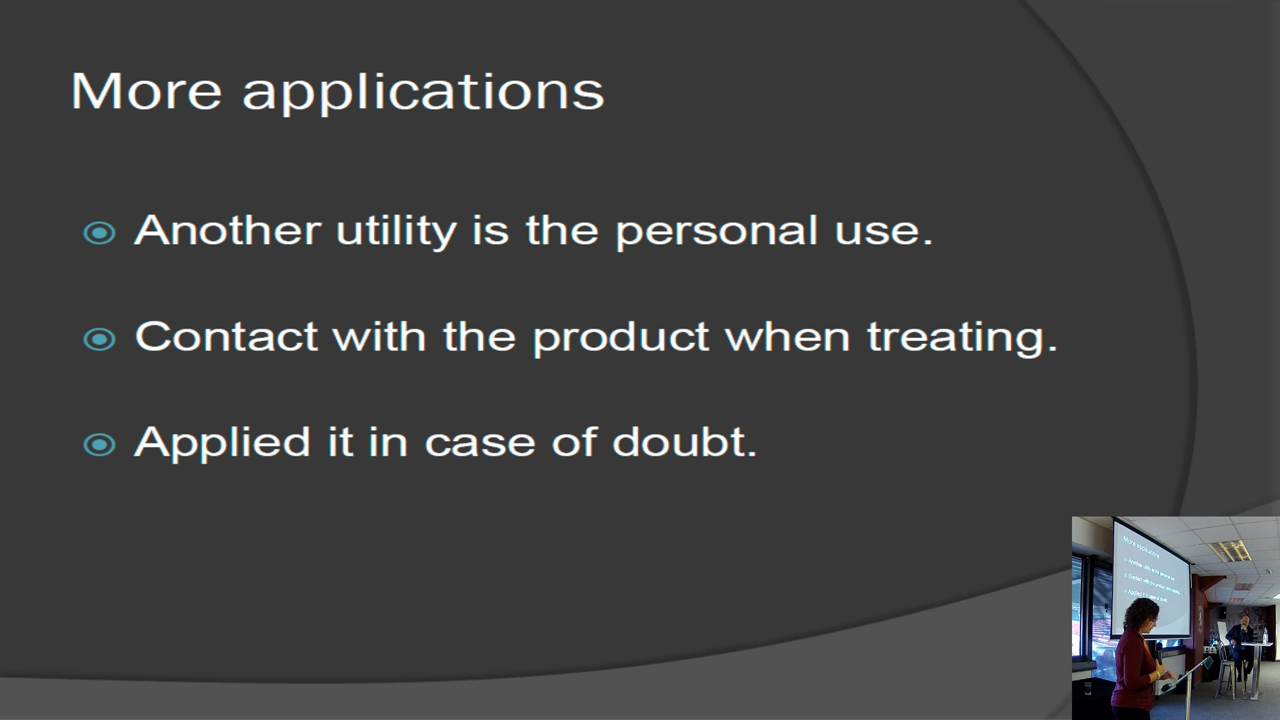 More applications
Another utility is the personal use.
Contact with the product when treating.
Applied it in case of doubt.